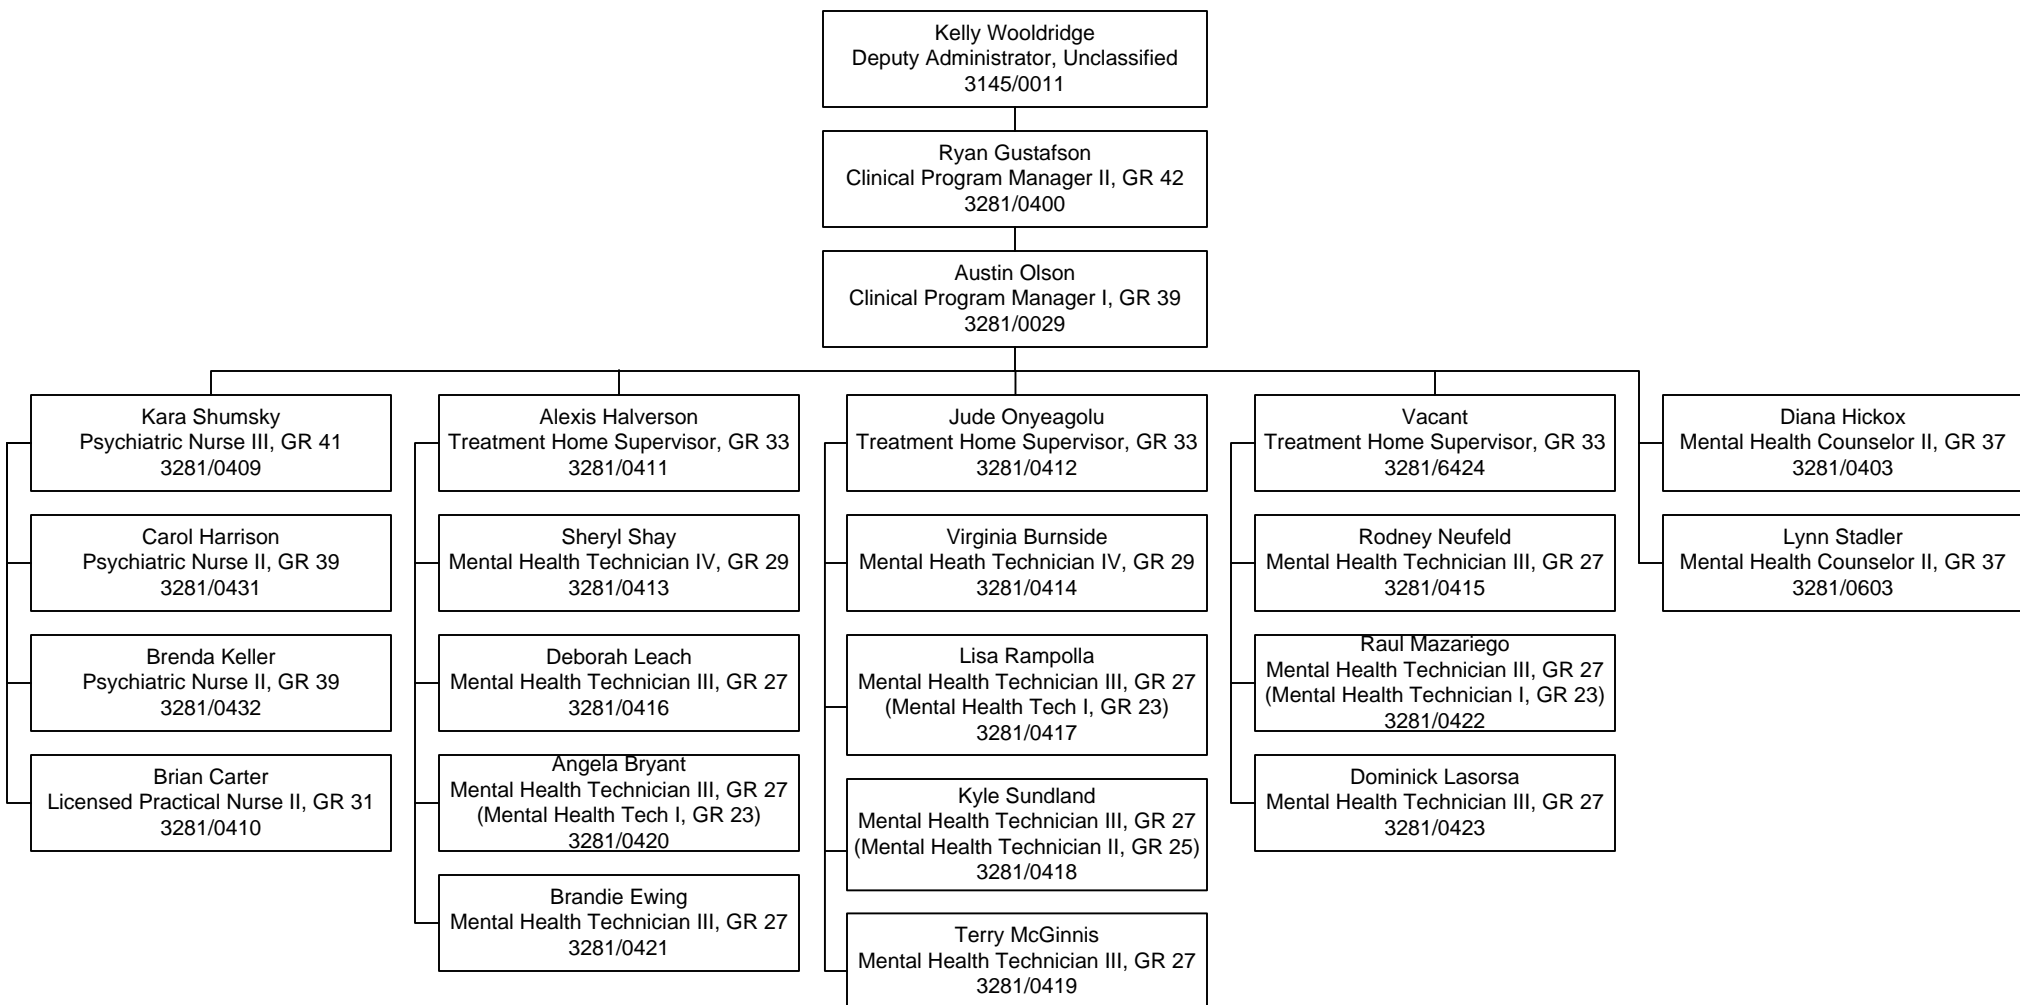 Kelly Wooldridge
Deputy Administrator, Unclassified
3145/0011
Ryan Gustafson
Clinical Program Manager II, GR 42
3281/0400
Austin Olson
Clinical Program Manager I, GR 39
3281/0029
Kara Shumsky
Psychiatric Nurse III, GR 41
3281/0409
Carol Harrison
Psychiatric Nurse II, GR 39
3281/0431
Brenda Keller
Psychiatric Nurse II, GR 39
3281/0432
Brian Carter
Licensed Practical Nurse II, GR 31
3281/0410
Alexis Halverson
Treatment Home Supervisor, GR 33
3281/0411
Sheryl Shay
Mental Health Technician IV, GR 29
3281/0413
Deborah Leach
Mental Health Technician III, GR 27
3281/0416
Angela Bryant
Mental Health Technician III, GR 27
(Mental Health Tech I, GR 23)
3281/0420
Brandie Ewing
Mental Health Technician III, GR 27
3281/0421
Jude Onyeagolu
Treatment Home Supervisor, GR 33
3281/0412
Virginia Burnside
Mental Heath Technician IV, GR 29
3281/0414
Lisa Rampolla
Mental Health Technician III, GR 27
(Mental Health Tech I, GR 23)
3281/0417
Kyle Sundland
Mental Health Technician III, GR 27
(Mental Health Technician II, GR 25)
3281/0418
Terry McGinnis
Mental Health Technician III, GR 27
3281/0419
Vacant
Treatment Home Supervisor, GR 33
3281/6424
Rodney Neufeld
Mental Health Technician III, GR 27
3281/0415
Raul Mazariego
Mental Health Technician III, GR 27
(Mental Health Technician I, GR 23)
3281/0422
Dominick Lasorsa
Mental Health Technician III, GR 27
3281/0423
Diana Hickox
Mental Health Counselor II, GR 37
3281/0403
Lynn Stadler
Mental Health Counselor II, GR 37
3281/0603